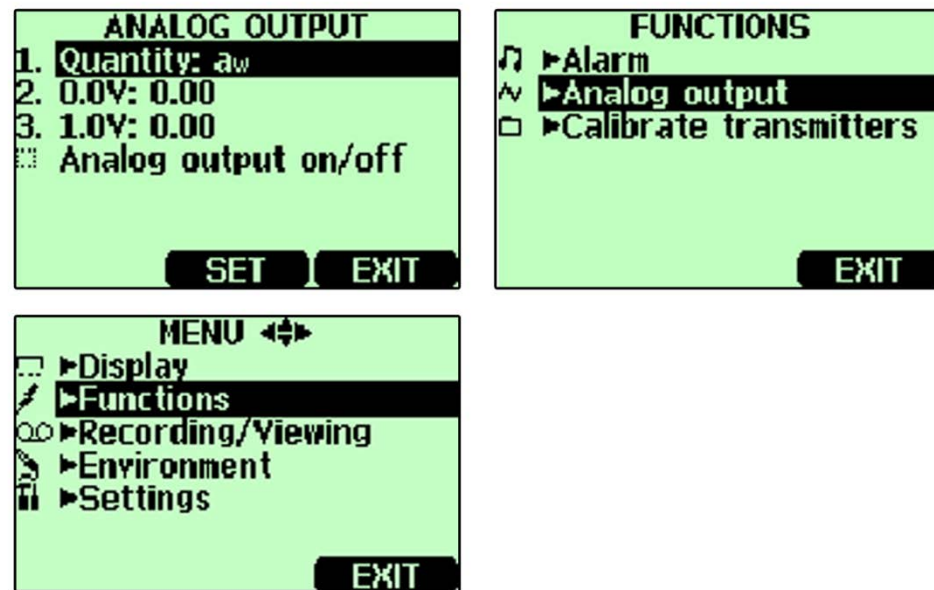 ANALOG OUTPUT
1. Quantity: aw
2. 0.0V: 0.00
3. 1.0V: 0.00
Analog output on/off
SET EXIT
FUNCTIONS
Alarm
Analog output
Calibrate transmitters
EXIT
MENU
Display
Functions
Recording/Viewing
Environment
Settings
EXIT